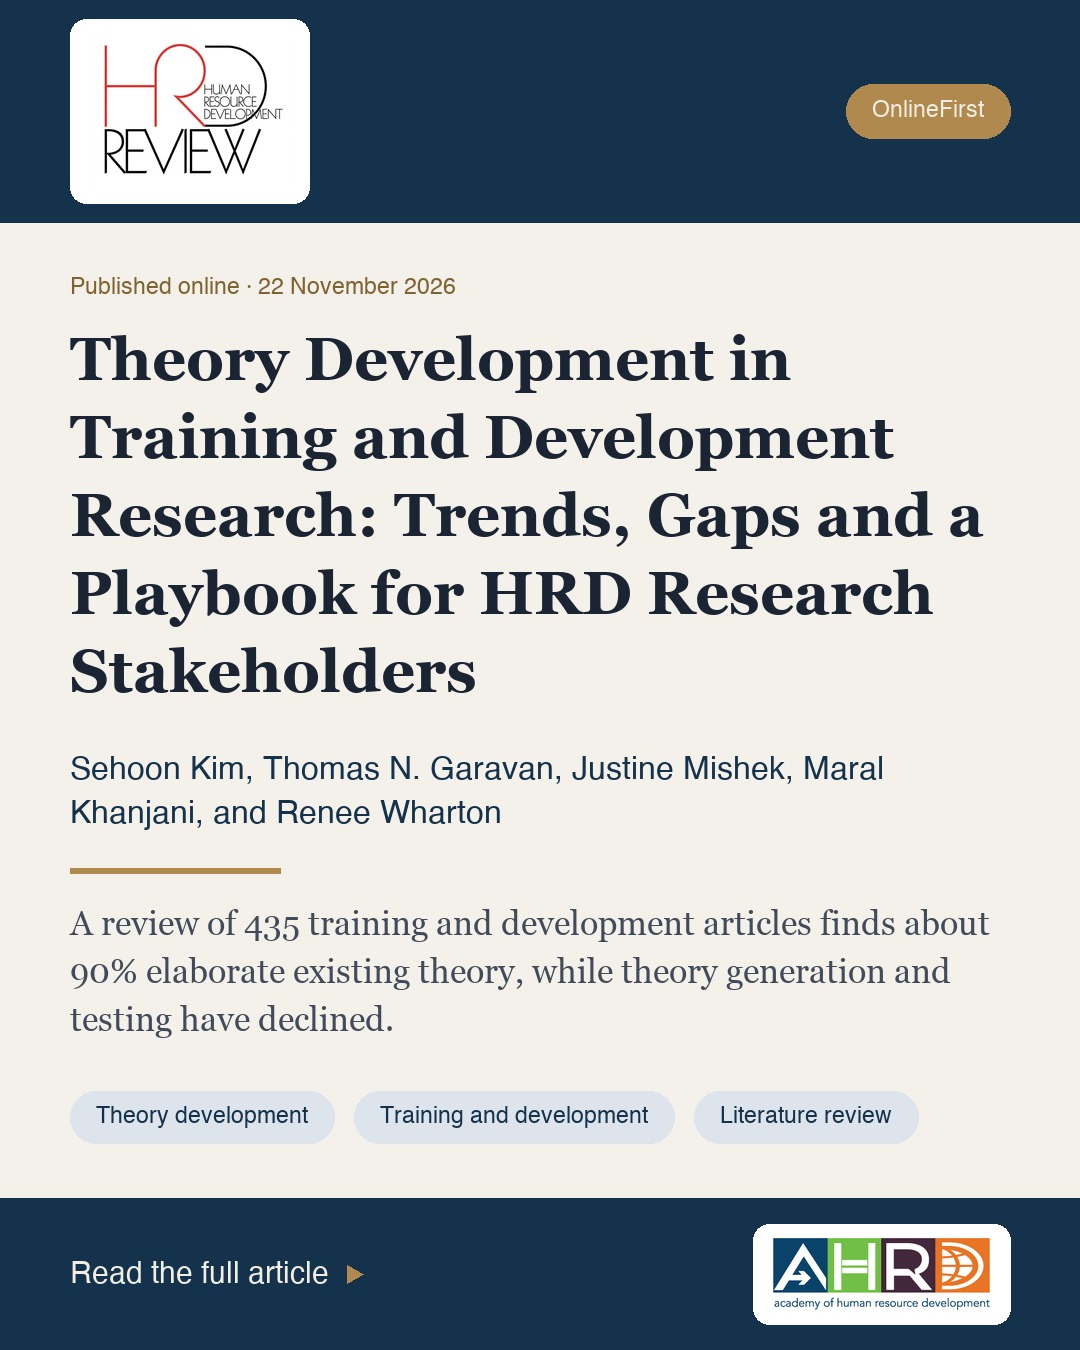 HRD
HUMAN
RESOURCE
DEVELOPMENT
REVIEW
OnlineFirst
Published online · 22 November 2026
Theory Development in
Training and Development
Research: Trends, Gaps and a
Playbook for HRD Research
Stakeholders
Sehoon Kim, Thomas N. Garavan, Justine Mishek, Maral
Khanjani, and Renee Wharton
A review of 435 training and development articles finds about
90% elaborate existing theory, while theory generation and
testing have declined.
Theory development
Training and development
Literature review
Read the full article
AHRD
academy of human resource development